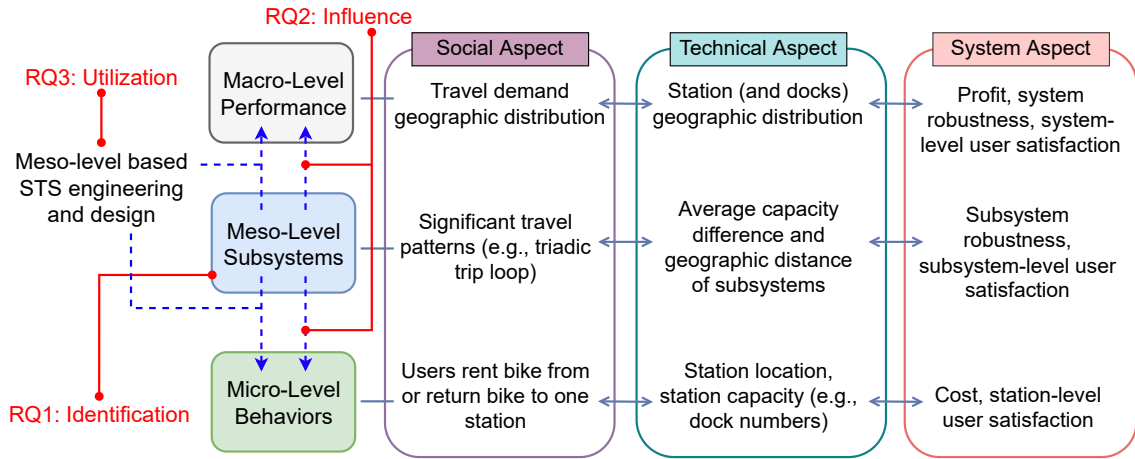 RQ2: Influence
RQ3: Utilization
Meso-level based
STS engineering
and design
RQ1: Identification
Macro-Level
Performance
Meso-Level
Subsystems
Micro-Level
Behaviors
Social Aspect
Travel demand
geographic distribution
Significant travel
patterns (e.g., triadic
trip loop)
Users rent bike from
or return bike to one
station
Technical Aspect
Station (and docks)
geographic distribution
Average capacity
difference and
geographic distance
of subsystems
Station location,
station capacity (e.g.,
dock numbers)
System Aspect
Profit, system
robustness, system-
level user satisfaction
Subsystem
robustness,
subsystem-level user
satisfaction
Cost, station-level
user satisfaction